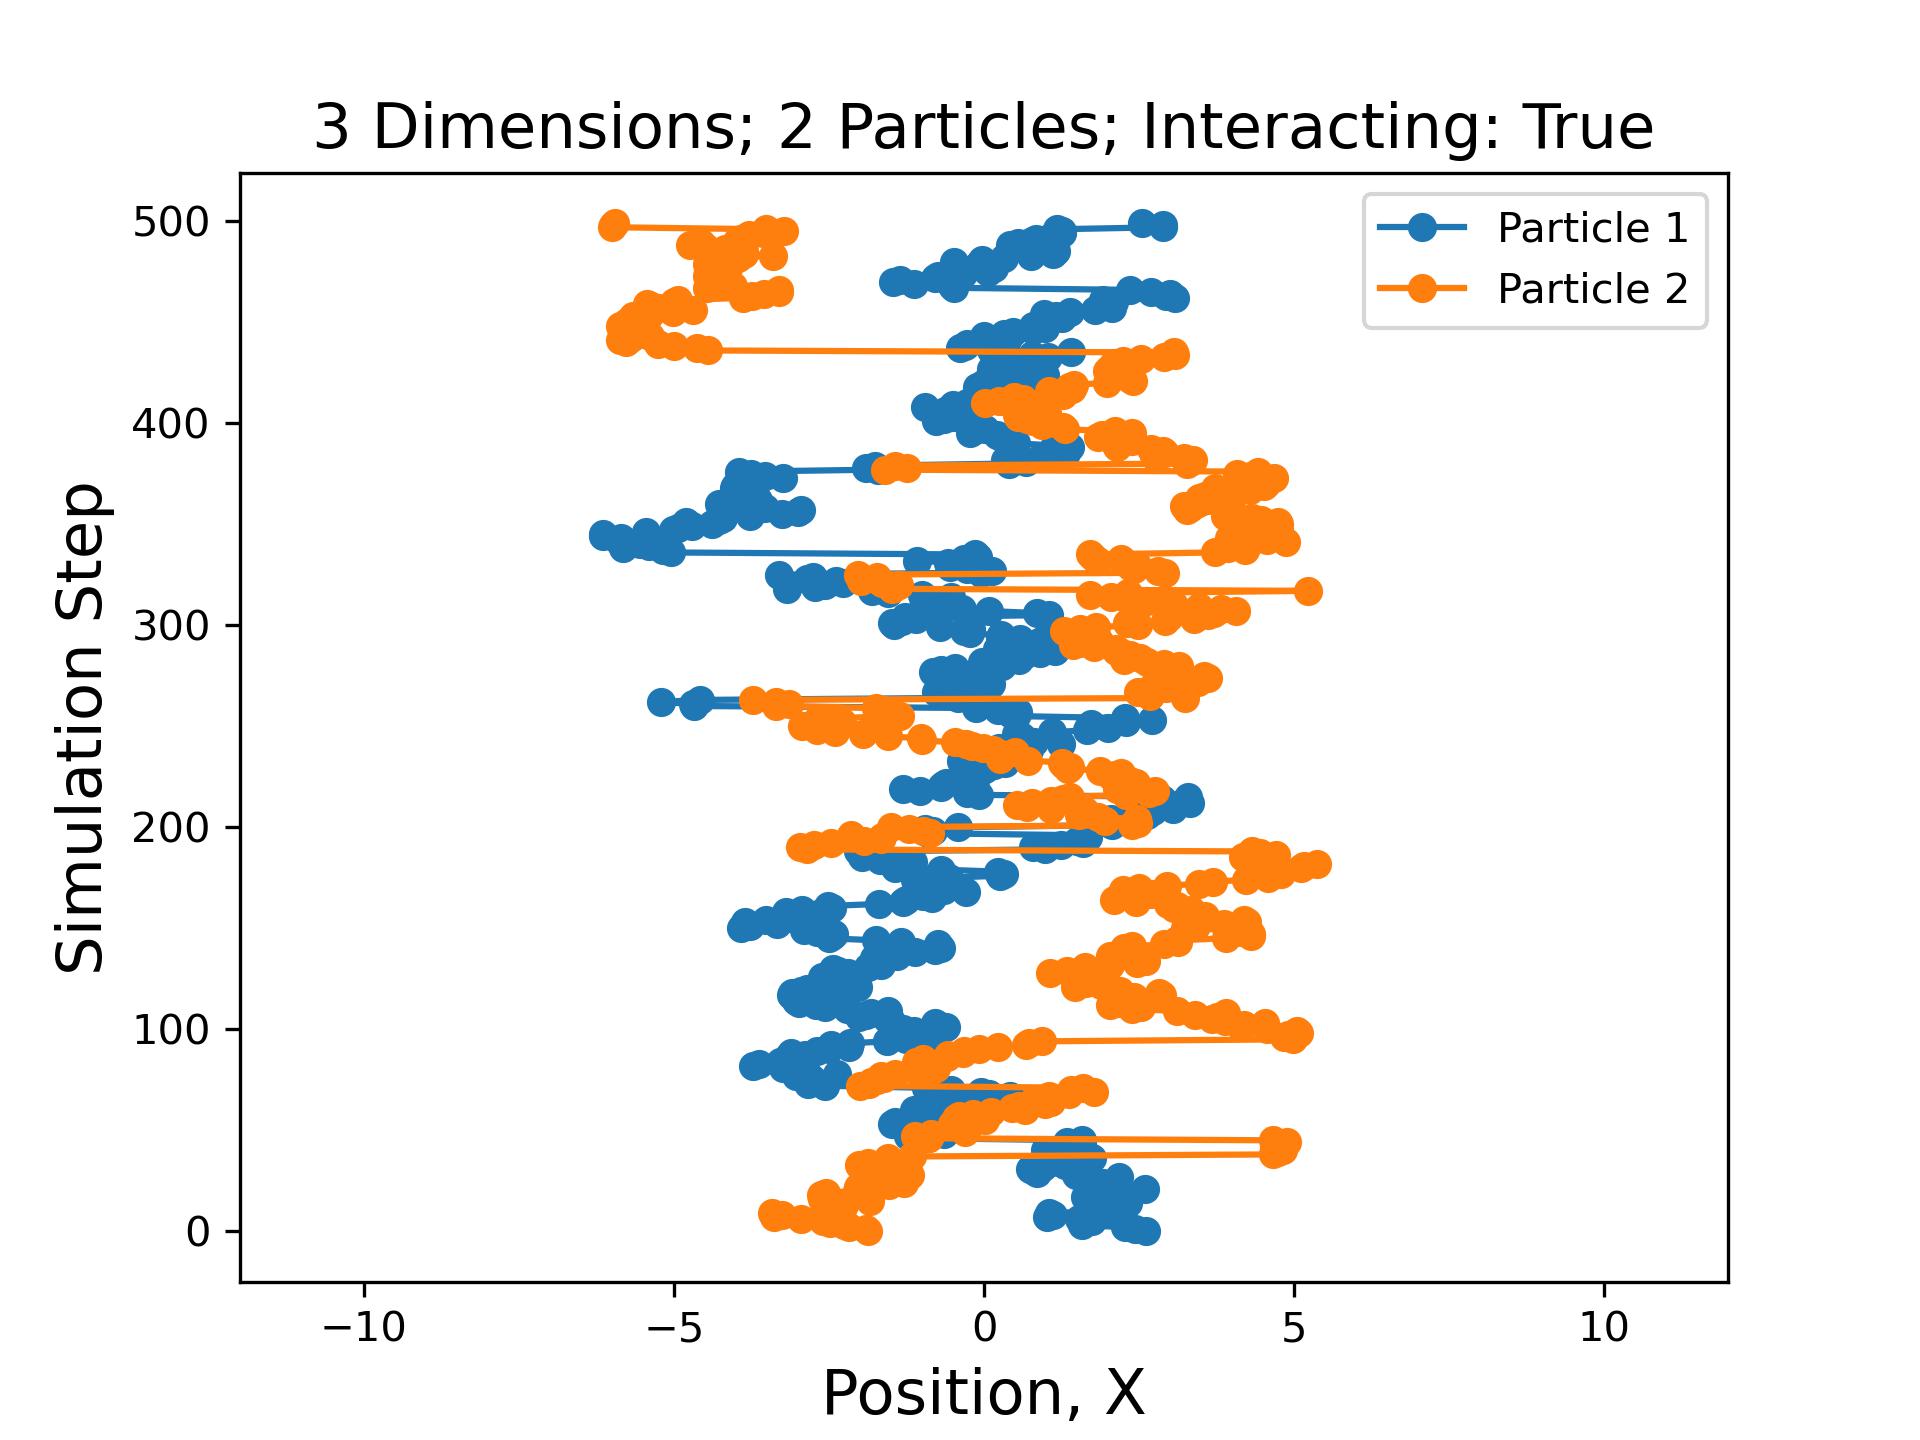 3 Dimensions; 2 Particles; Interacting: True
Particle 1
Particle 2
Simulation Step
500
400
300
200
100
0
−10
−5
0
5
10
Position, X